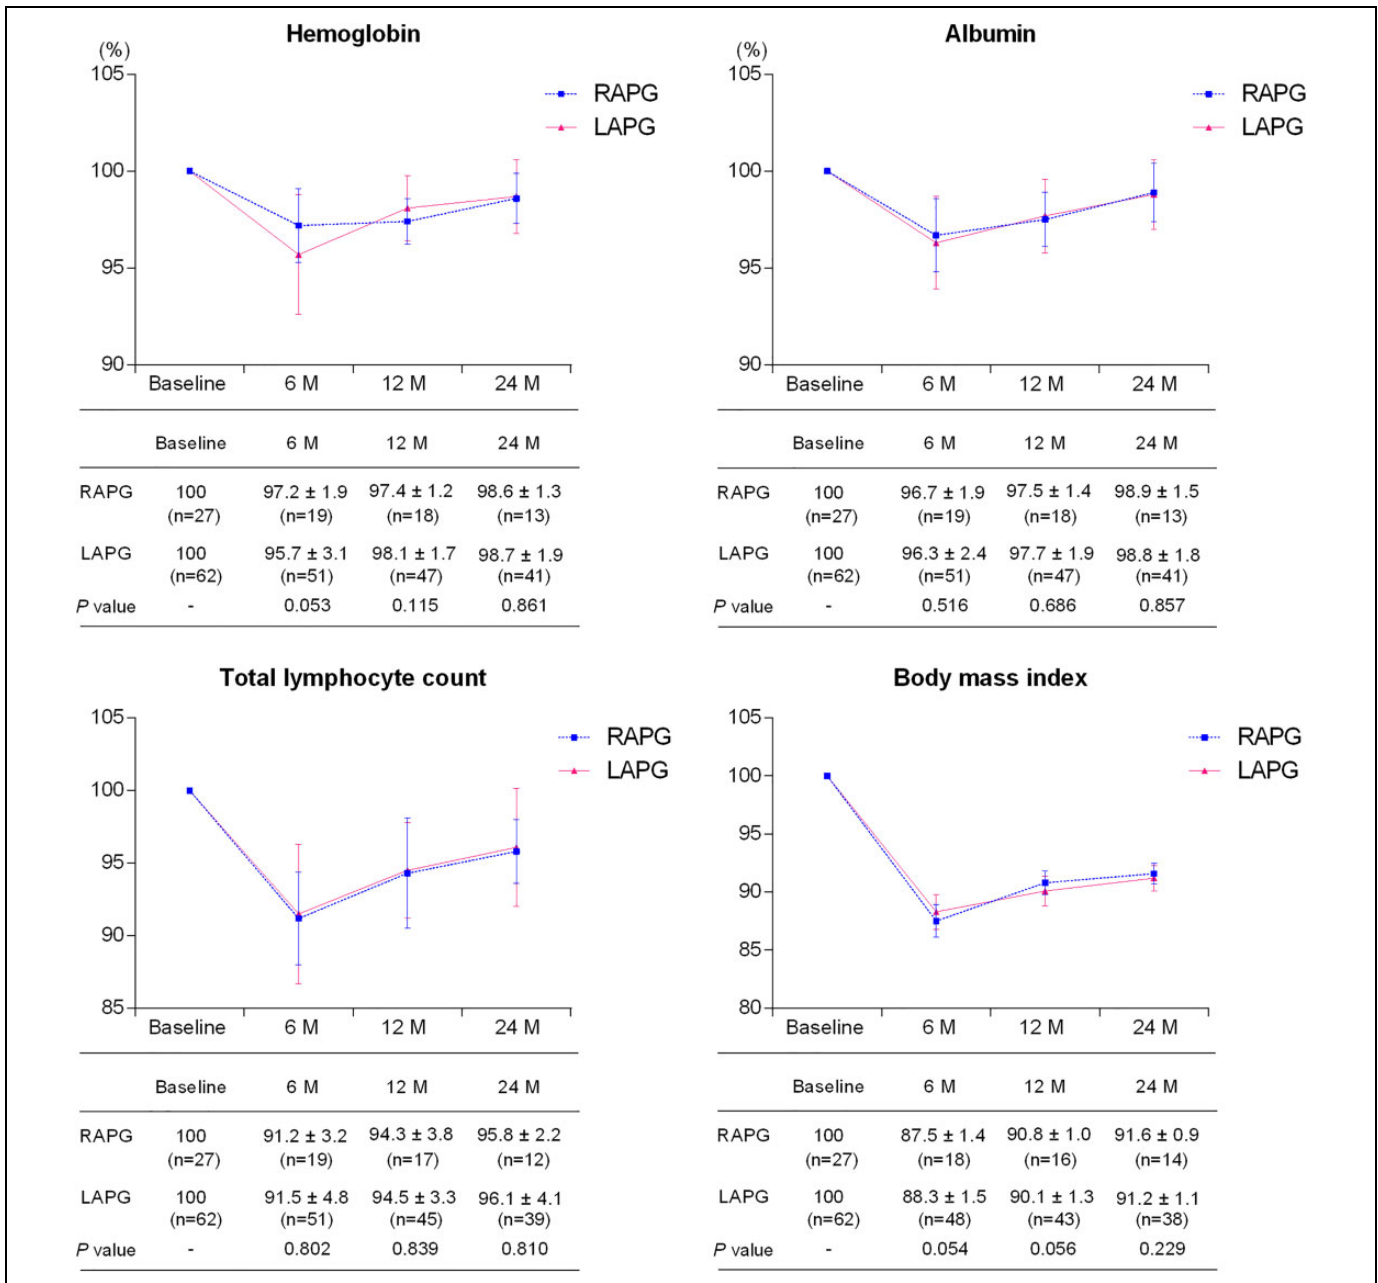 Hemoglobin
(%)
105
100
95
90
RAPG
LAPG
Baseline 6 M 12 M 24 M
Baseline 6 M 12 M 24 M
RAPG 100 97.2 ± 1.9 97.4 ± 1.2 98.6 ± 1.3
(n=27) (n=19) (n=18) (n=13)
LAPG 100 95.7 ± 3.1 98.1 ± 1.7 98.7 ± 1.9
(n=62) (n=51) (n=47) (n=41)
P value - 0.053 0.115 0.861
Albumin
(%)
105
100
95
90
RAPG
LAPG
Baseline 6 M 12 M 24 M
Baseline 6 M 12 M 24 M
RAPG 100 96.7 ± 1.9 97.5 ± 1.4 98.9 ± 1.5
(n=27) (n=19) (n=18) (n=13)
LAPG 100 96.3 ± 2.4 97.7 ± 1.9 98.8 ± 1.8
(n=62) (n=51) (n=47) (n=41)
P value - 0.516 0.686 0.857
Total lymphocyte count
105
100
95
90
85
RAPG
LAPG
Baseline 6 M 12 M 24 M
Baseline 6 M 12 M 24 M
RAPG 100 91.2 ± 3.2 94.3 ± 3.8 95.8 ± 2.2
(n=27) (n=19) (n=17) (n=12)
LAPG 100 91.5 ± 4.8 94.5 ± 3.3 96.1 ± 4.1
(n=62) (n=51) (n=45) (n=39)
P value - 0.802 0.839 0.810
Body mass index
105
100
95
90
85
80
RAPG
LAPG
Baseline 6 M 12 M 24 M
Baseline 6 M 12 M 24 M
RAPG 100 87.5 ± 1.4 90.8 ± 1.0 91.6 ± 0.9
(n=27) (n=18) (n=16) (n=14)
LAPG 100 88.3 ± 1.5 90.1 ± 1.3 91.2 ± 1.1
(n=62) (n=48) (n=43) (n=38)
P value - 0.054 0.056 0.229